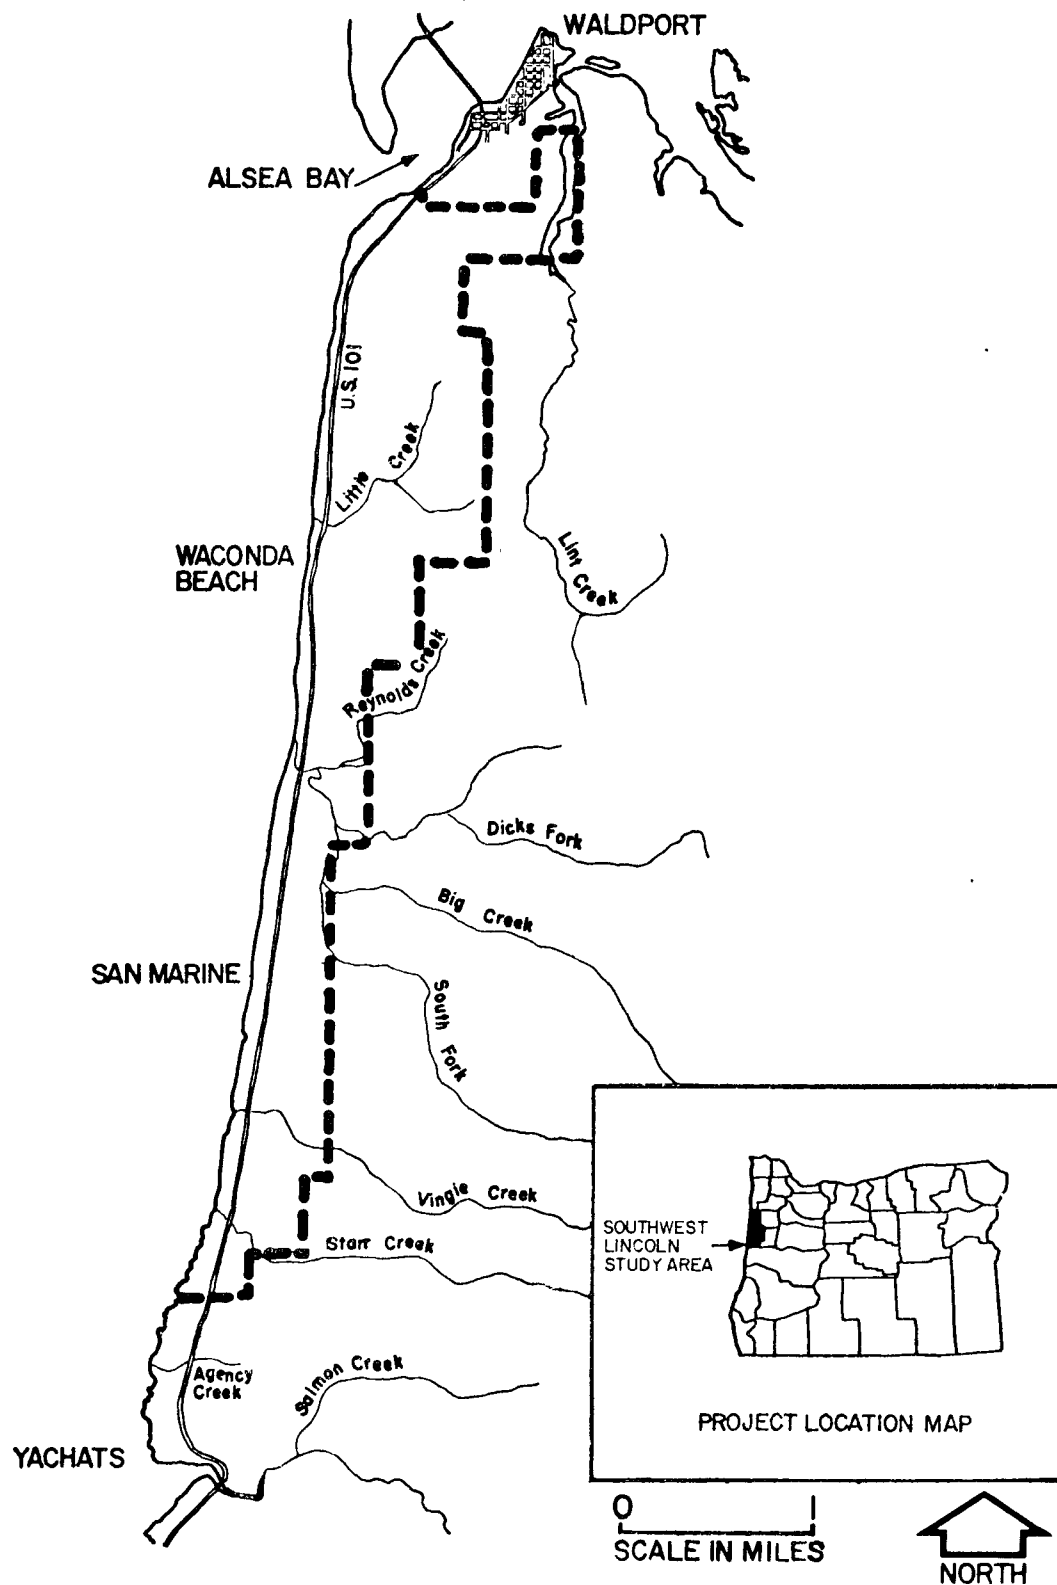 WALDPORT
ALSEA BAY
U.S. 101
Little Creek
WACONDA
BEACH
Lint Creek
Reynolds Creek
Dicks Fork
Big Creek
SAN MARINE
South Fork
Vingie Creek
Starr Creek
SOUTHWEST
LINCOLN
STUDY AREA
Agency
Creek
Salmon Creek
PROJECT LOCATION MAP
YACHATS
0 1
SCALE IN MILES
NORTH